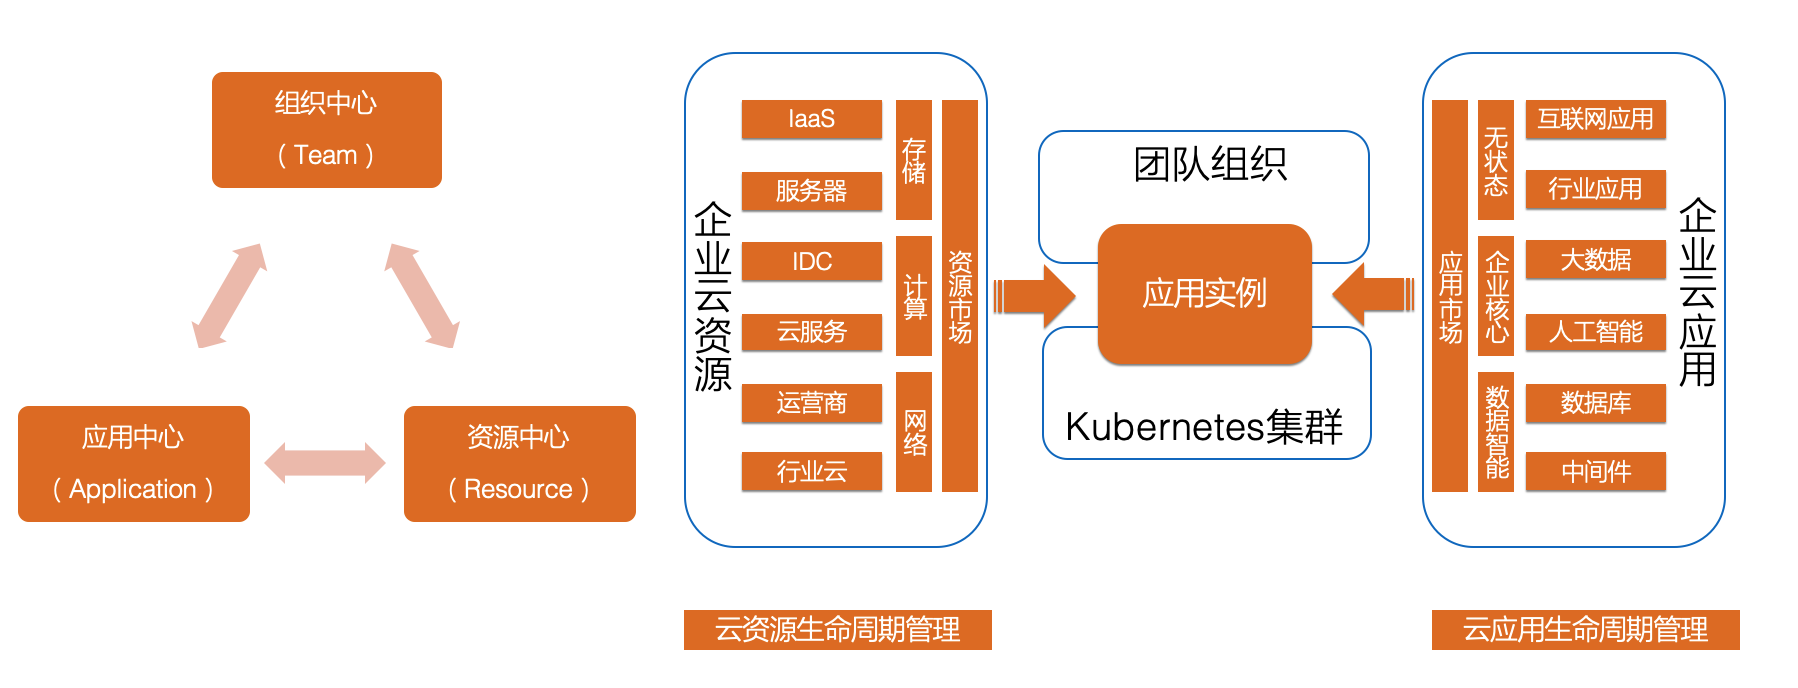 组织中心
（Team）
应用中心
（Application）
资源中心
（Resource）
企业云资源
IaaS
服务器
IDC
云服务
运营商
行业云
存储
计算
网络
资源市场
云资源生命周期管理
团队组织
应用实例
Kubernetes集群
应用市场
无状态
企业核心
数据智能
互联网应用
行业应用
大数据
人工智能
数据库
中间件
企业云应用
云应用生命周期管理